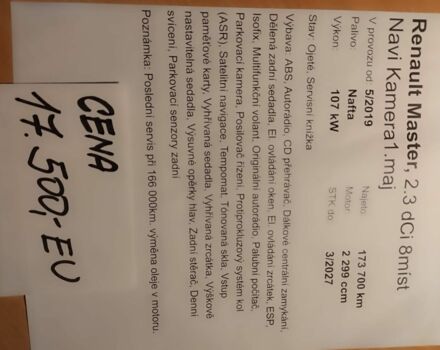 Renault Master, 2.3 dCi 8míst
Navi Kamera1.maj
V provozu od 5/2019 Najeto 173 700 km
Palivo: Nafta Motor: 2 299 ccm
Výkon: 107 kW STK do 3/2027
Stav: Ojeté, Servisní knížka
Výbava: ABS, Autorádio, CD přehrávač, Dálkové centrální zamykání,
Dělená zadní sedadla, El. ovládání oken, El. ovládání zrcátek, ESP,
Isofix, Multifunkční volant, Originální autorádio, Palubní počítač,
Parkovací kamera, Posilovač řízení, Protiprokluzový systém kol
(ASR), Satelitní navigace, Tempomat, Tónovaná skla, Vstup
paměťové karty, Vyhřívaná sedadla, Vyhřívaná zrcátka, Výškově
nastavitelná sedadla, Výsuvné opěrky hlav, Zadní stěrač, Denní
svícení, Parkovací senzory zadní
Poznámka: Poslední servis při 166 000km: výměna oleje v motoru.
CENA
17.500,-EU